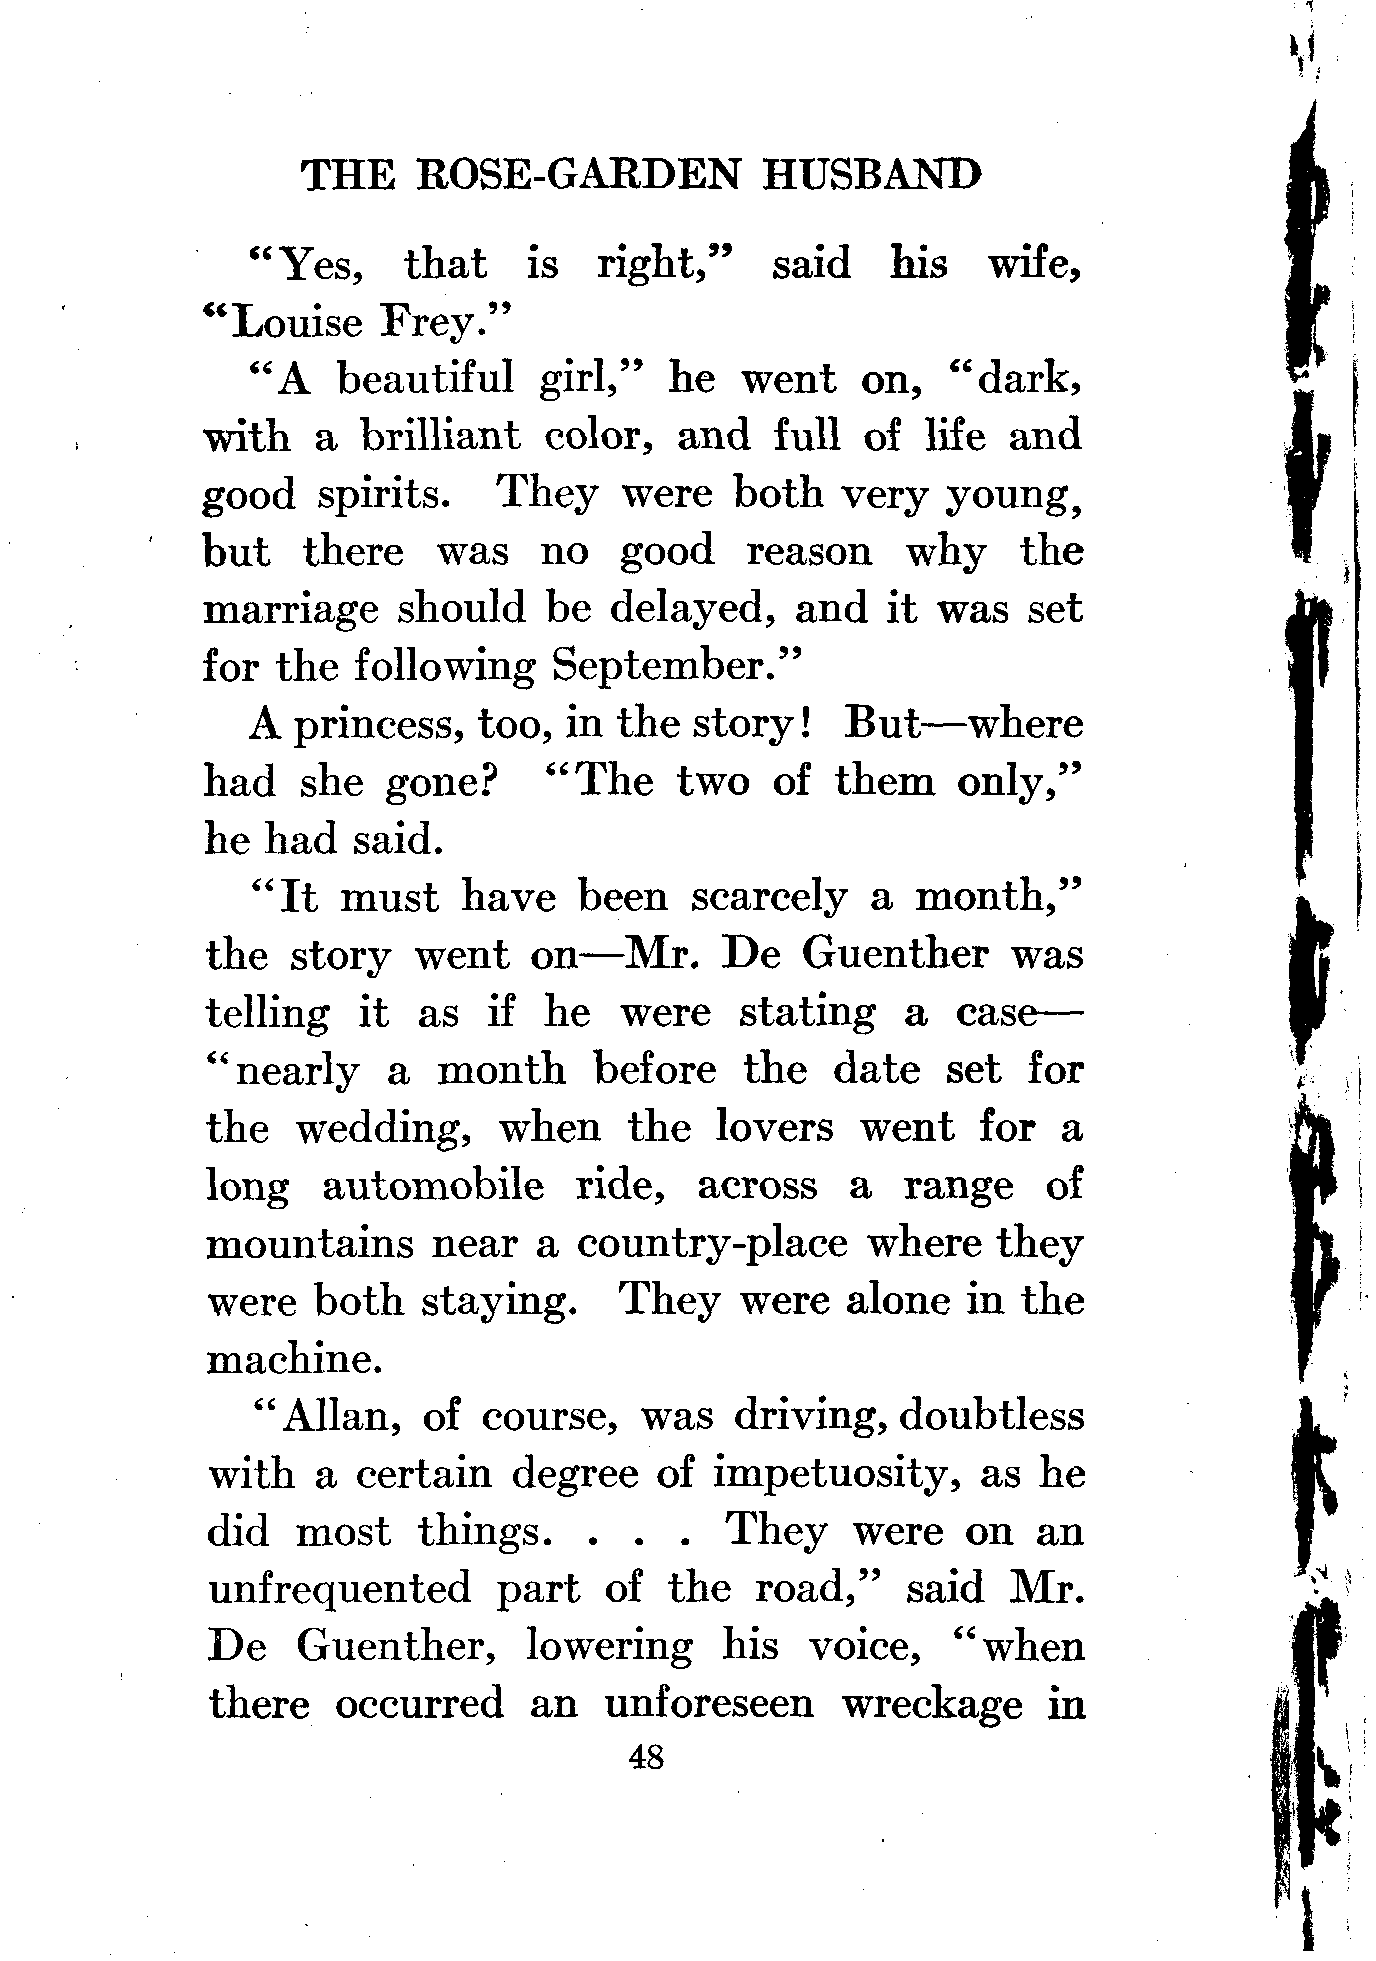 THE ROSE-GARDEN HUSBAND
“Yes, that is right,” said his wife,
“Louise Frey.”
“A beautiful girl,” he went on, “dark,
with a brilliant color, and full of life and
good spirits. They were both very young,
but there was no good reason why the
marriage should be delayed, and it was set
for the following September.”
A princess, too, in the story! But—where
had she gone? “The two of them only,”
he had said.
“It must have been scarcely a month,”
the story went on—Mr. De Guenther was
telling it as if he were stating a case—
“nearly a month before the date set for
the wedding, when the lovers went for a
long automobile ride, across a range of
mountains near a country-place where they
were both staying. They were alone in the
machine.
“Allan, of course, was driving, doubtless
with a certain degree of impetuosity, as he
did most things. . . . They were on an
unfrequented part of the road,” said Mr.
De Guenther, lowering his voice, “when
there occurred an unforeseen wreckage in
48